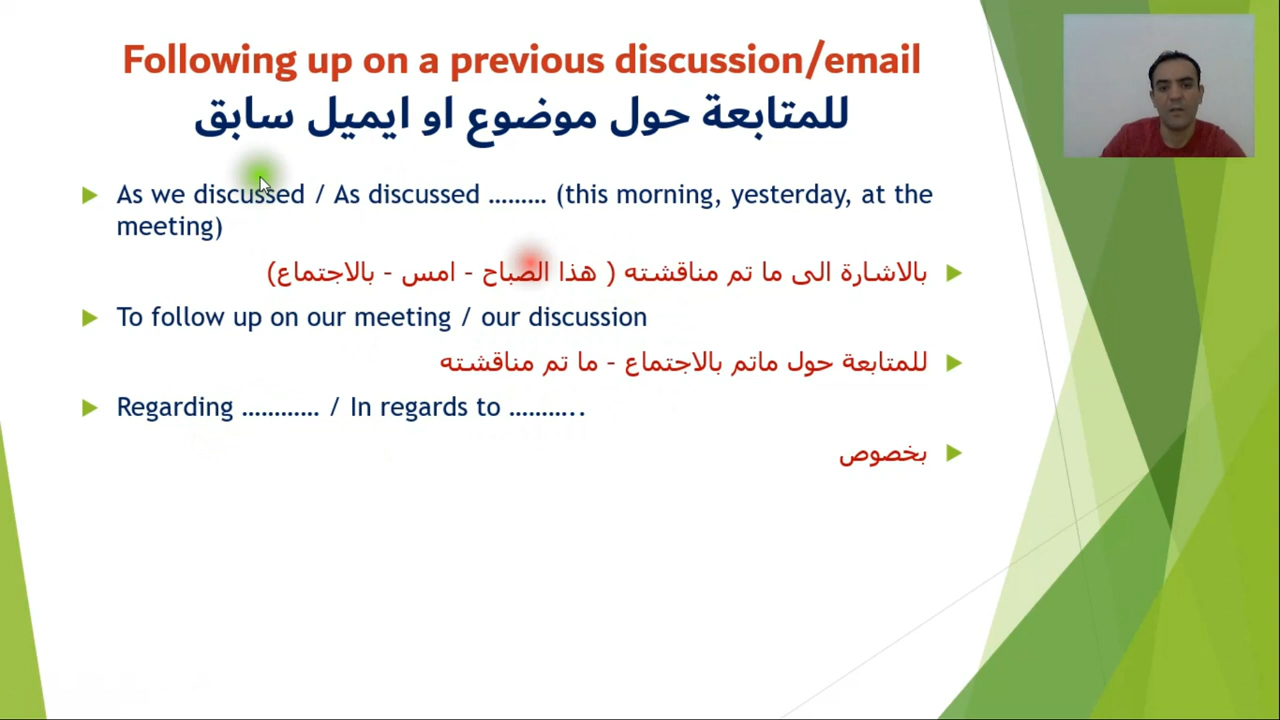 Following up on a previous discussion/email
للمتابعة حول موضوع او ايميل سابق
As we discussed / As discussed ……… (this morning, yesterday, at the
meeting)
بالاشارة الى ما تم مناقشته ( هذا الصباح - امس - بالاجتماع)
To follow up on our meeting / our discussion
للمتابعة حول ماتم بالاجتماع - ما تم مناقشته
Regarding ………… / In regards to ………..
بخصوص